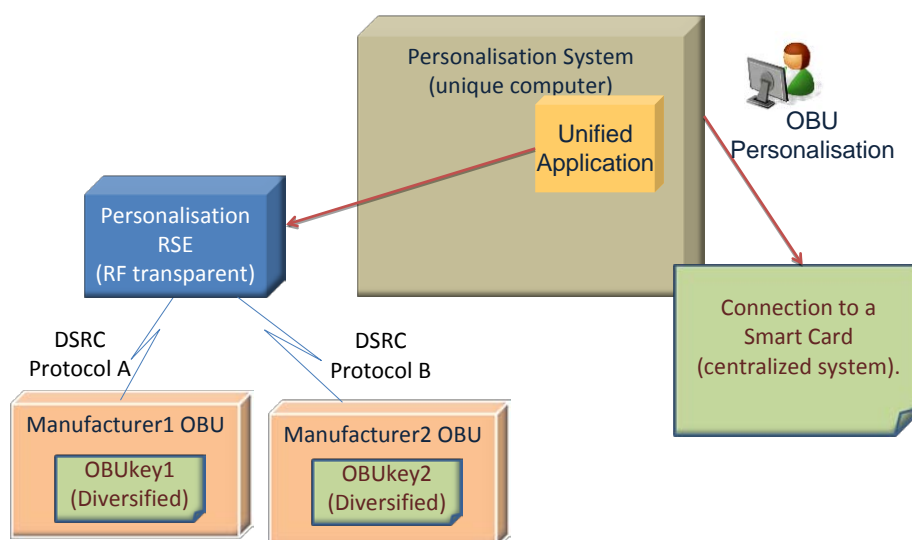 Personalisation System
(unique computer)
Unified
Application
OBU
Personalisation
Personalisation
RSE
(RF transparent)
Connection to a
Smart Card
(centralized system).
DSRC
Protocol A
DSRC
Protocol B
Manufacturer1 OBU
OBUkey1
(Diversified)
Manufacturer2 OBU
OBUkey2
(Diversified)